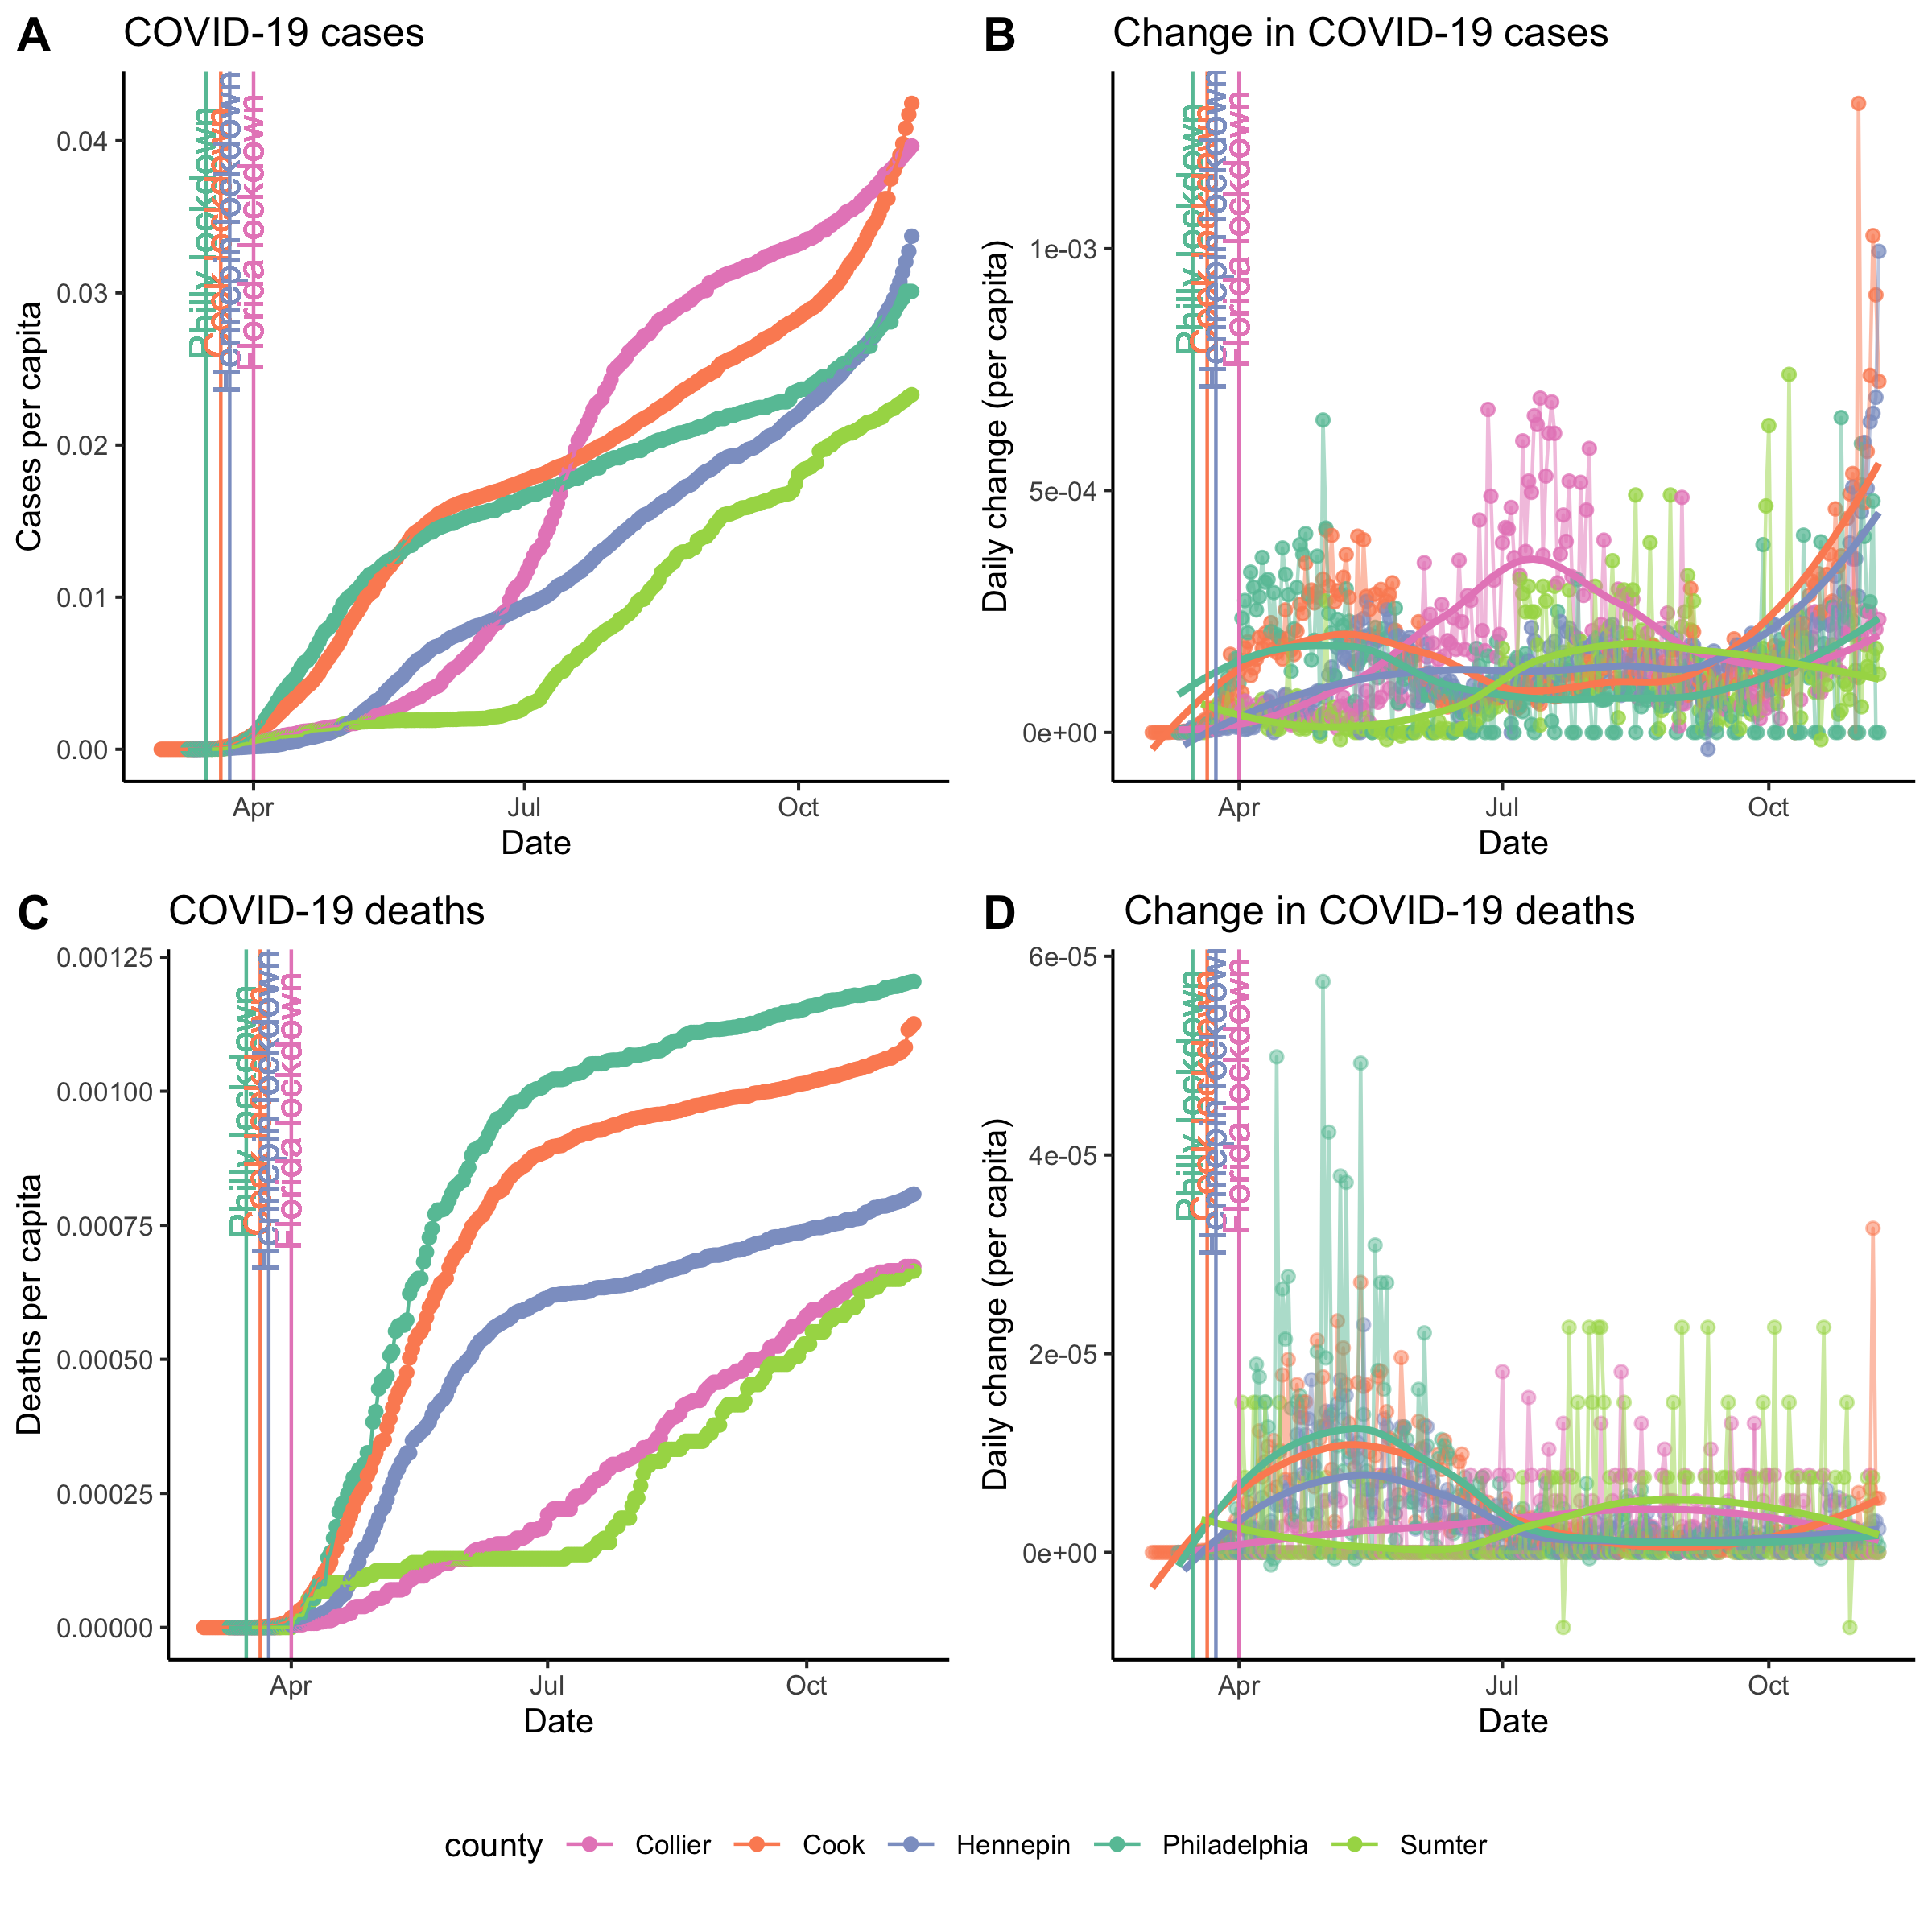 A COVID-19 cases
Cases per capita
0.04
0.03
0.02
0.01
0.00
Philly lockdown
Cook lockdown
Hennepin lockdown
Florida lockdown
Apr Jul Oct
Date
B Change in COVID-19 cases
Daily change (per capita)
1e-03
5e-04
0e+00
Philly lockdown
Cook lockdown
Hennepin lockdown
Florida lockdown
Apr Jul Oct
Date
C COVID-19 deaths
Deaths per capita
0.00125
0.00100
0.00075
0.00050
0.00025
0.00000
Philly lockdown
Cook lockdown
Hennepin lockdown
Florida lockdown
Apr Jul Oct
Date
D Change in COVID-19 deaths
Daily change (per capita)
6e-05
4e-05
2e-05
0e+00
Philly lockdown
Cook lockdown
Hennepin lockdown
Florida lockdown
Apr Jul Oct
Date
county Collier Cook Hennepin Philadelphia Sumter